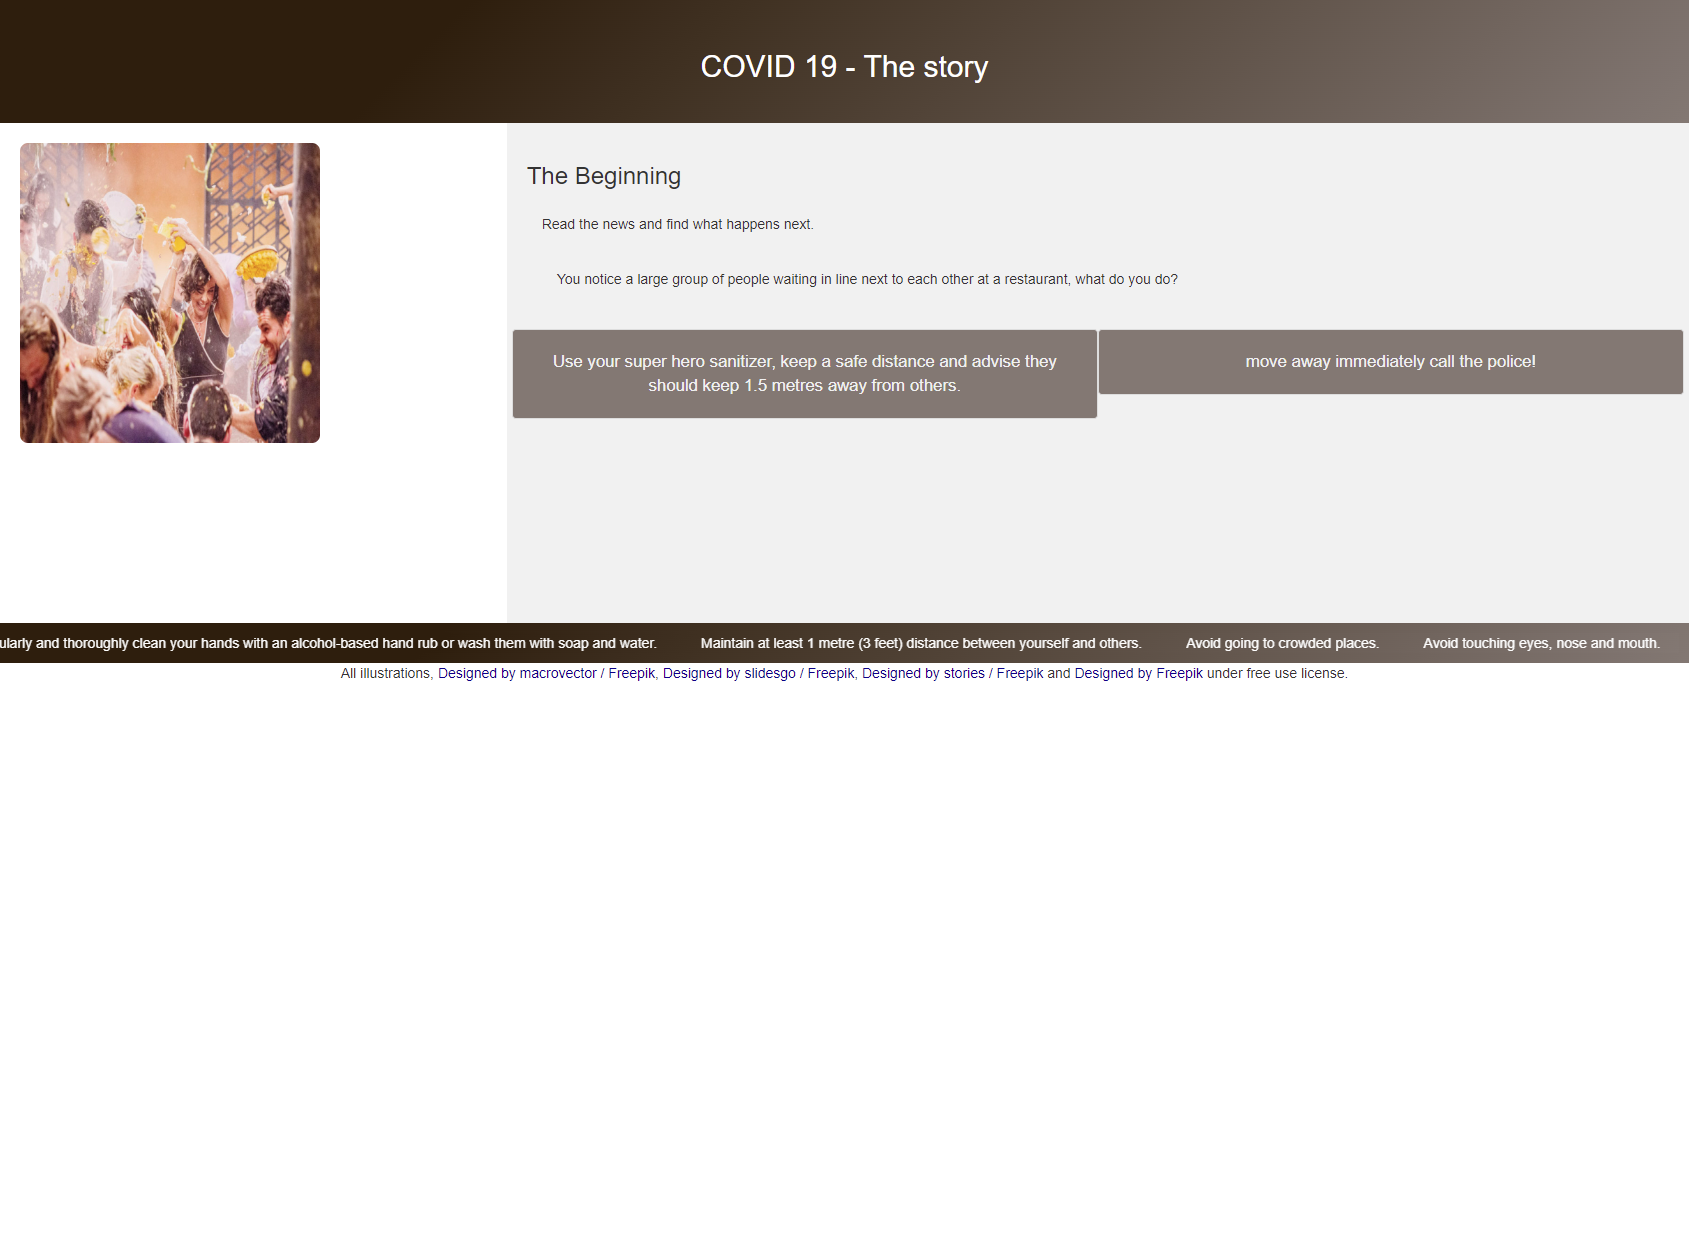 COVID 19 - The story
The Beginning
Read the news and find what happens next.
You notice a large group of people waiting in line next to each other at a restaurant, what do you do?
Use your super hero sanitizer, keep a safe distance and advise they
should keep 1.5 metres away from others.
move away immediately call the police!
ularly and thoroughly clean your hands with an alcohol-based hand rub or wash them with soap and water. Maintain at least 1 metre (3 feet) distance between yourself and others. Avoid going to crowded places. Avoid touching eyes, nose and mouth.
All illustrations, Designed by macrovector / Freepik, Designed by slidesgo / Freepik, Designed by stories / Freepik and Designed by Freepik under free use license.